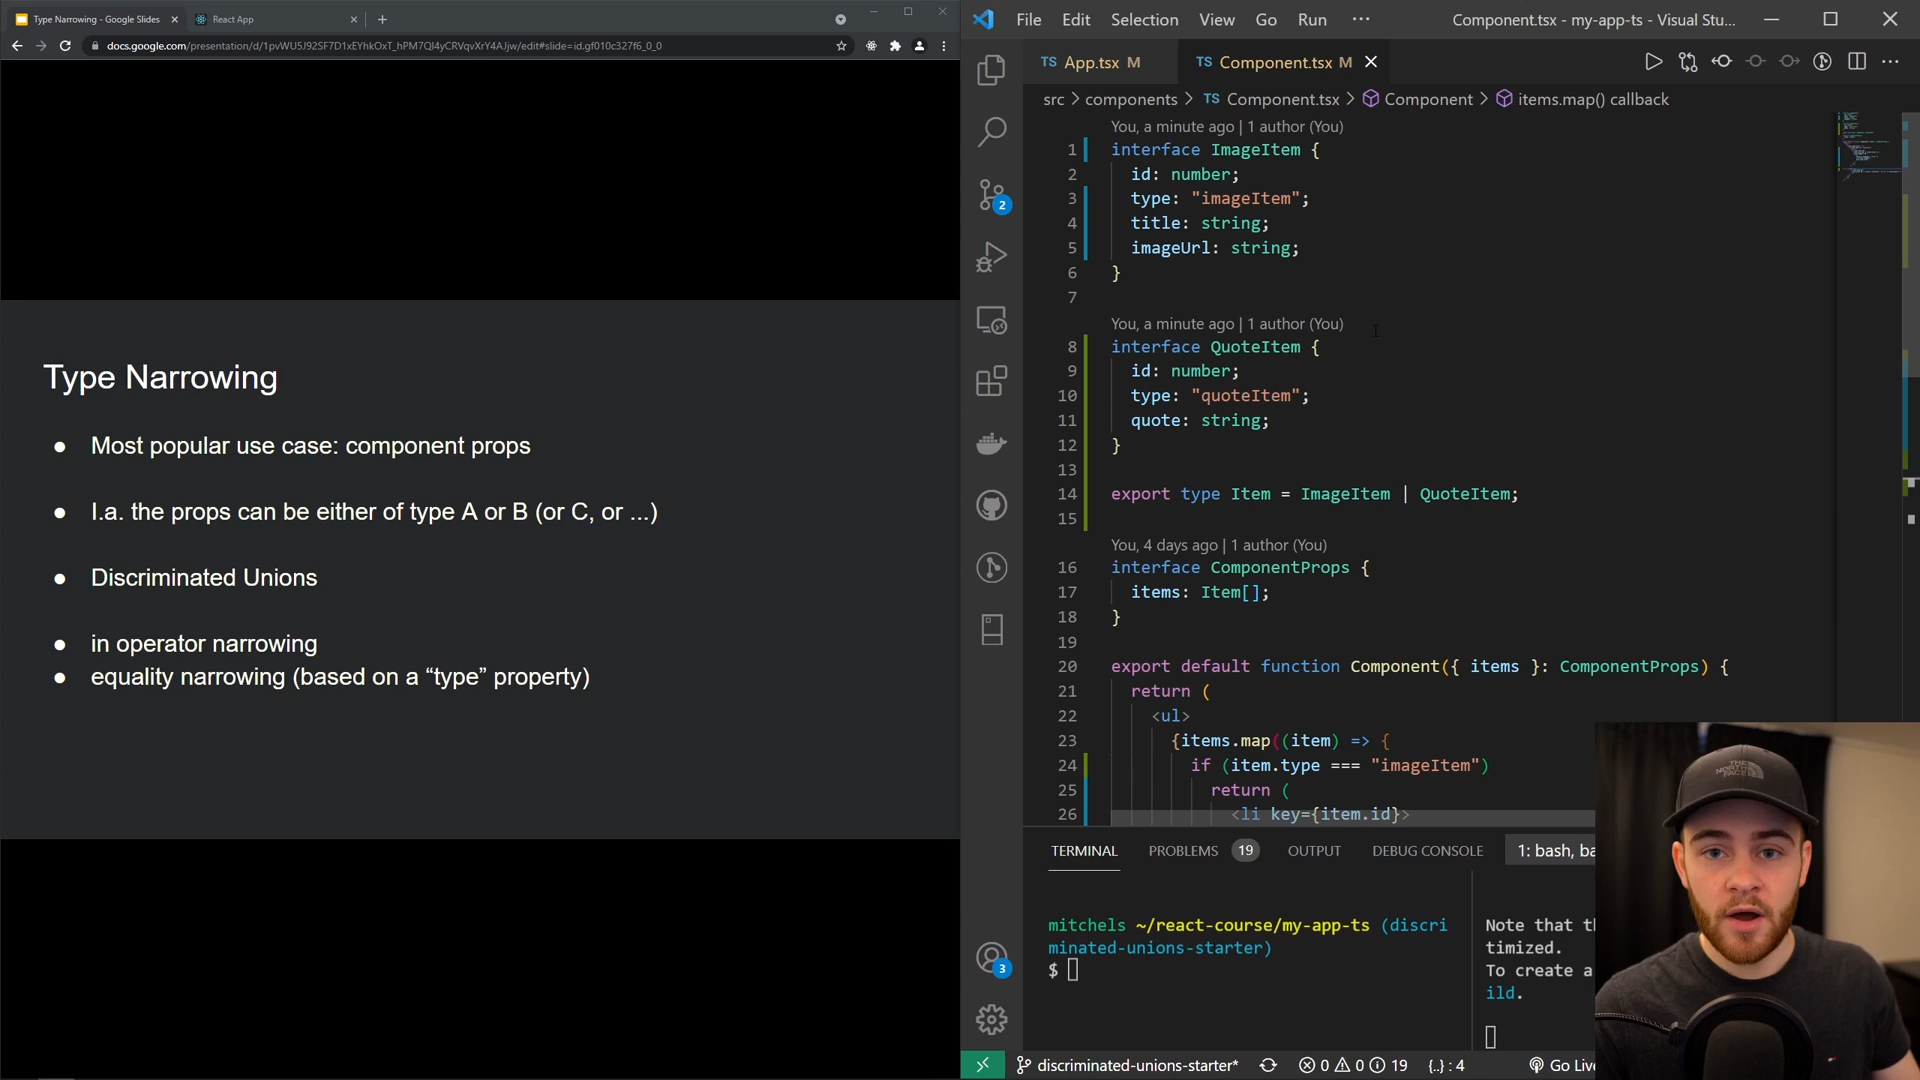 Type Narrowing - Google Slides
React App
docs.google.com/presentation/d/1pvWU5J92SF7D1xEYhkOxT_hPM7Ql4yCRVqvXrY4AJjw/edit#slide=id.gf010c327f6_0_0
Type Narrowing
● Most popular use case: component props
● I.a. the props can be either of type A or B (or C, or ...)
● Discriminated Unions
● in operator narrowing
● equality narrowing (based on a “type” property)
File Edit Selection View Go Run ··· Component.tsx - my-app-ts - Visual Stu...
TS App.tsx M TS Component.tsx M
src > components > TS Component.tsx > Component > items.map() callback
You, a minute ago | 1 author (You)
1 interface ImageItem {
2 id: number;
3 type: "imageItem";
4 title: string;
5 imageUrl: string;
6 }
7
You, a minute ago | 1 author (You)
8 interface QuoteItem {
9 id: number;
10 type: "quoteItem";
11 quote: string;
12 }
13
14 export type Item = ImageItem | QuoteItem;
15
You, 4 days ago | 1 author (You)
16 interface ComponentProps {
17 items: Item[];
18 }
19
20 export default function Component({ items }: ComponentProps) {
21 return (
22 <ul>
23 {items.map((item) => {
24 if (item.type === "imageItem")
25 return (
26 <li key={item.id}>
2
3
TERMINAL PROBLEMS 19 OUTPUT DEBUG CONSOLE 1: bash, ba
mitchels ~/react-course/my-app-ts (discri
minated-unions-starter)
$
Note that t
timized.
To create a
ild.
discriminated-unions-starter* 0 0 19 {..} : 4 Go Liv
THE
NORTH
FACE